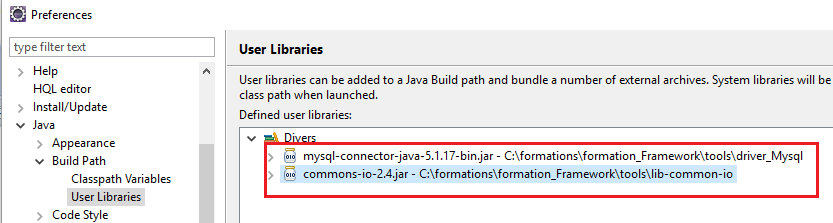 Preferences
type filter text
Help
HQL editor
Install/Update
Java
Appearance
Build Path
Classpath Variables
User Libraries
Code Style
User Libraries
User libraries can be added to a Java Build path and bundle a number of external archives. System libraries will be
class path when launched.
Defined user libraries:
Divers
mysql-connector-java-5.1.17-bin.jar - C:\formations\formation_Framework\tools\driver_Mysql
commons-io-2.4.jar - C:\formations\formation_Framework\tools\lib-common-io